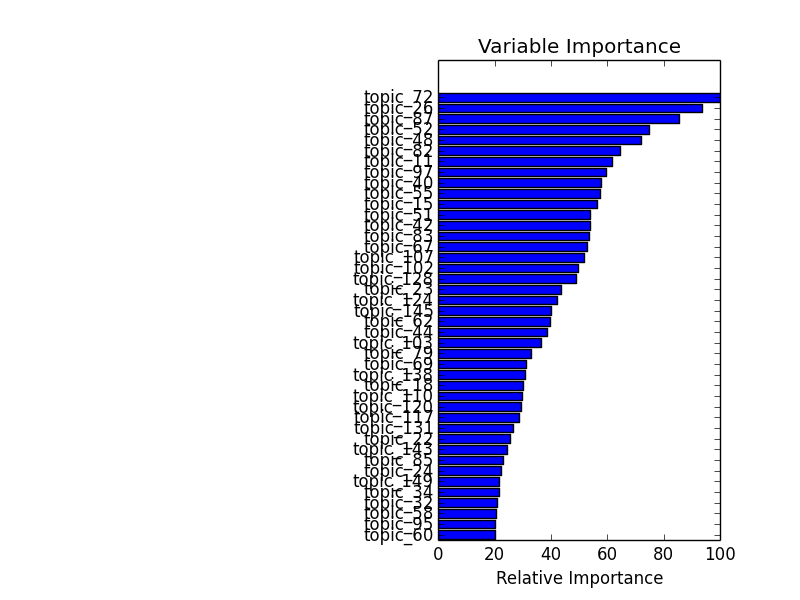 Variable Importance
topic_72
topic_26
topic_87
topic_52
topic_48
topic_82
topic_11
topic_97
topic_40
topic_55
topic_15
topic_51
topic_42
topic_83
topic_67
topic_107
topic_102
topic_128
topic_23
topic_124
topic_145
topic_62
topic_44
topic_103
topic_79
topic_69
topic_138
topic_18
topic_110
topic_120
topic_117
topic_131
topic_22
topic_143
topic_85
topic_24
topic_149
topic_34
topic_32
topic_58
topic_95
topic_60
0 20 40 60 80 100
Relative Importance